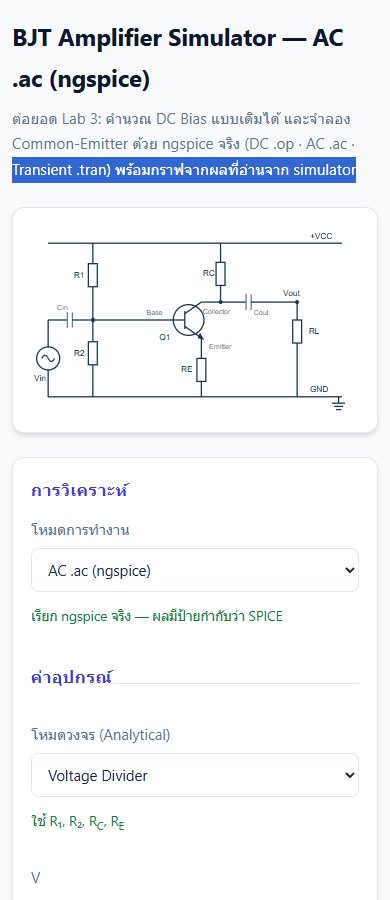 BJT Amplifier Simulator — AC
.ac (ngspice)
ต่อยอด Lab 3: คำนวณ DC Bias แบบเดิมได้ และจำลอง
Common-Emitter ด้วย ngspice จริง (DC .op · AC .ac ·
Transient .tran) พร้อมกราฟจากผลที่อ่านจาก simulator
+VCC
R1
RC
Cin
Base
Collector
Cout
Vout
Q1
Emitter
RL
R2
RE
Vin
GND
การวิเคราะห์
โหมดการทำงาน
AC .ac (ngspice)
เรียก ngspice จริง — ผลมีป้ายกำกับว่า SPICE
ค่าอุปกรณ์
โหมดวงจร (Analytical)
Voltage Divider
ใช้ R₁, R₂, RC, RE
V